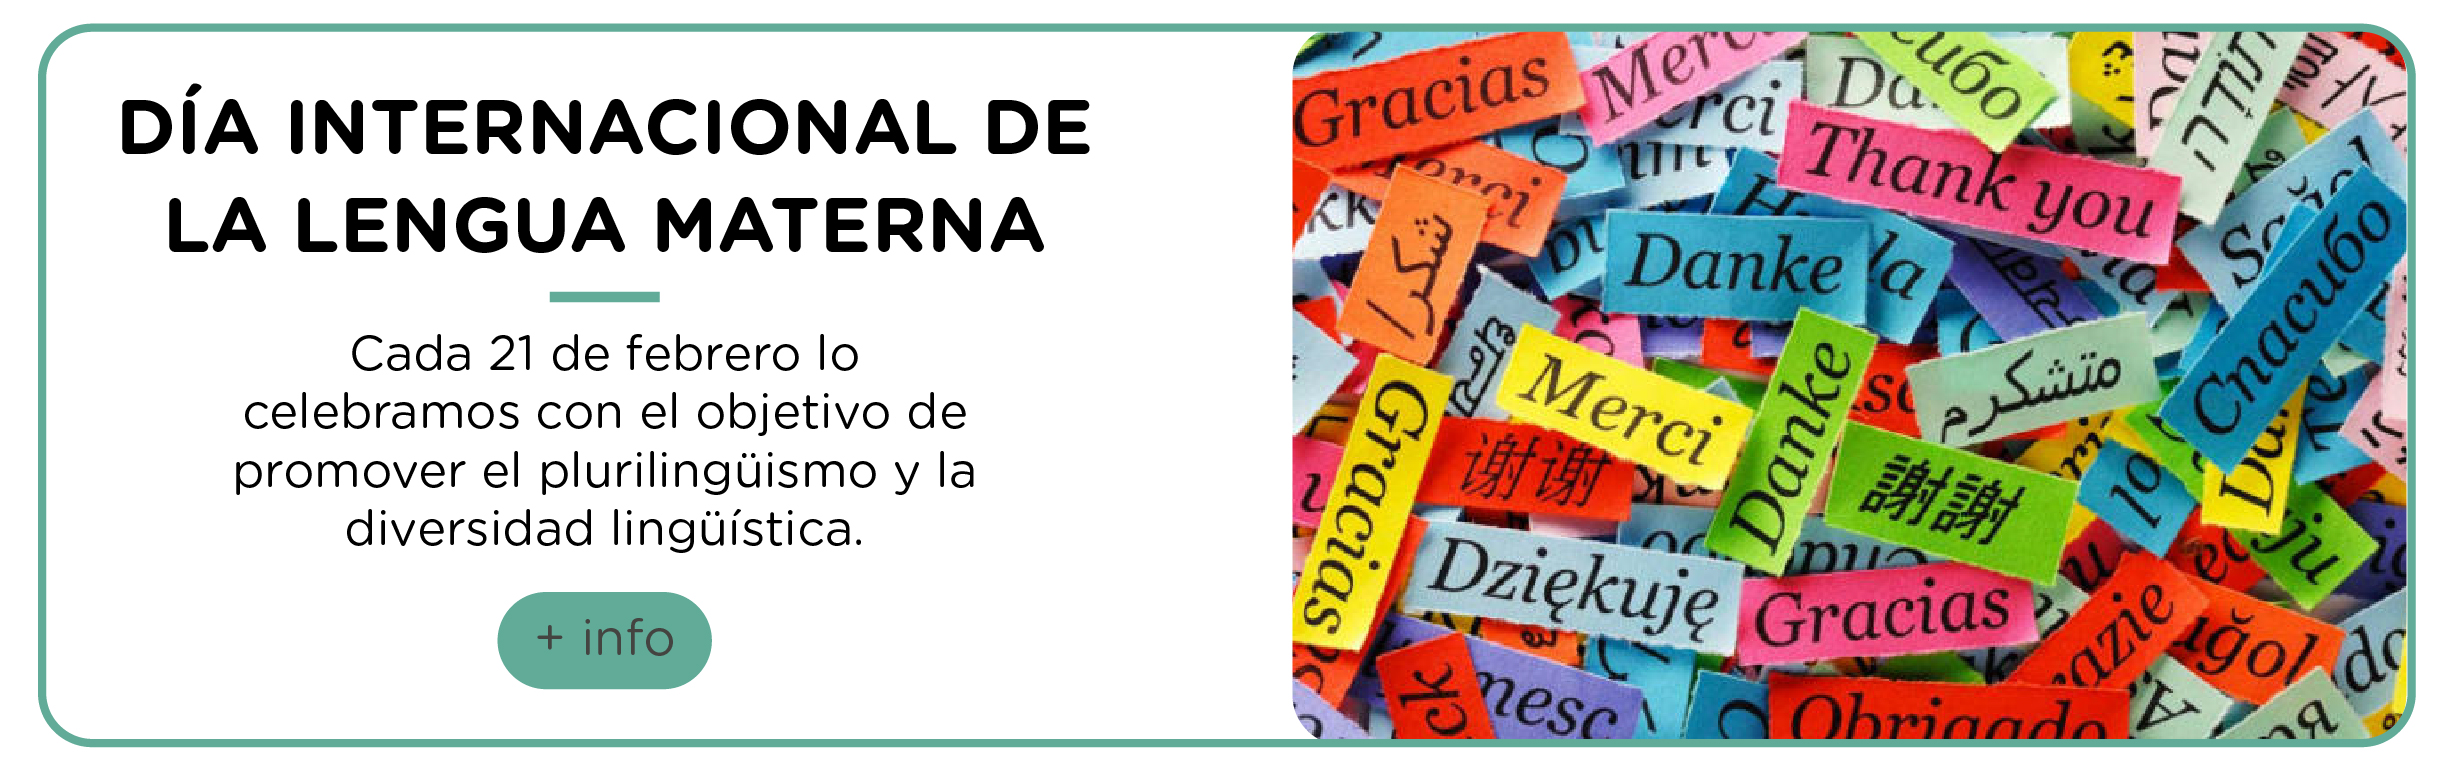 DÍA INTERNACIONAL DE
LA LENGUA MATERNA
Cada 21 de febrero lo
celebramos con el objetivo de
promover el plurilingüismo y la
diversidad lingüística.
+ info
Gracias
Thank you
Danke
شكرا
Merci
Danke
متشكرم
Спасибо
Gracias
谢谢
謝謝
Dziękuję
Gracias
Obrigado
תודה